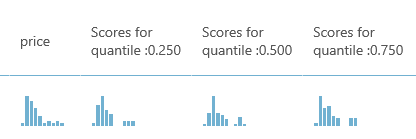 price
Scores for
quantile :0.250
Scores for
quantile :0.500
Scores for
quantile :0.750